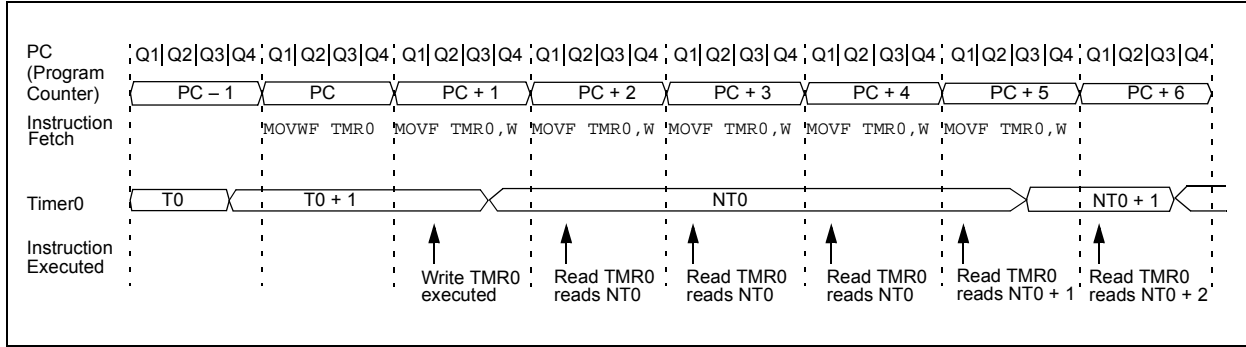 PC
(Program
Counter)
Q1 Q2 Q3 Q4 Q1 Q2 Q3 Q4 Q1 Q2 Q3 Q4 Q1 Q2 Q3 Q4 Q1 Q2 Q3 Q4 Q1 Q2 Q3 Q4 Q1 Q2 Q3 Q4 Q1 Q2 Q3 Q4
PC – 1 PC PC + 1 PC + 2 PC + 3 PC + 4 PC + 5 PC + 6
Instruction
Fetch
MOVWF TMR0 MOVF TMR0,W MOVF TMR0,W MOVF TMR0,W MOVF TMR0,W MOVF TMR0,W
Timer0
T0 T0 + 1 NT0 NT0 + 1
Instruction
Executed
Write TMR0
executed
Read TMR0
reads NT0
Read TMR0
reads NT0
Read TMR0
reads NT0
Read TMR0
reads NT0 + 1
Read TMR0
reads NT0 + 2